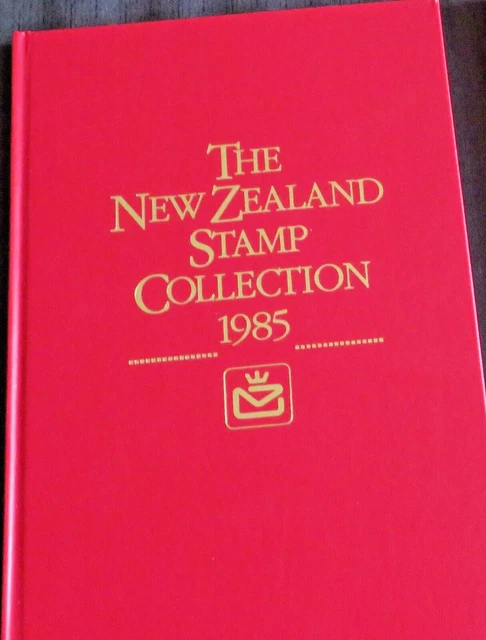 THE
NEW ZEALAND
STAMP
COLLECTION
1985